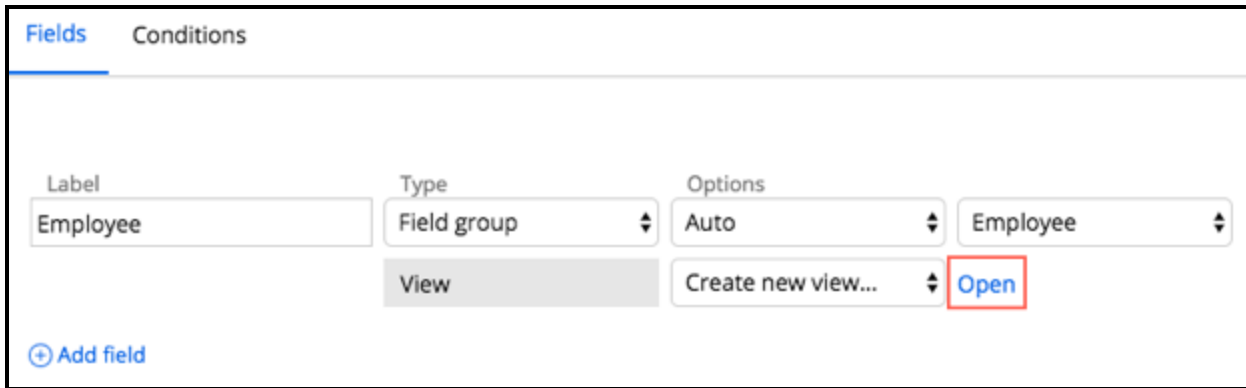 Fields Conditions
Label Type Options
Employee Field group Auto Employee
View Create new view... Open
Add field